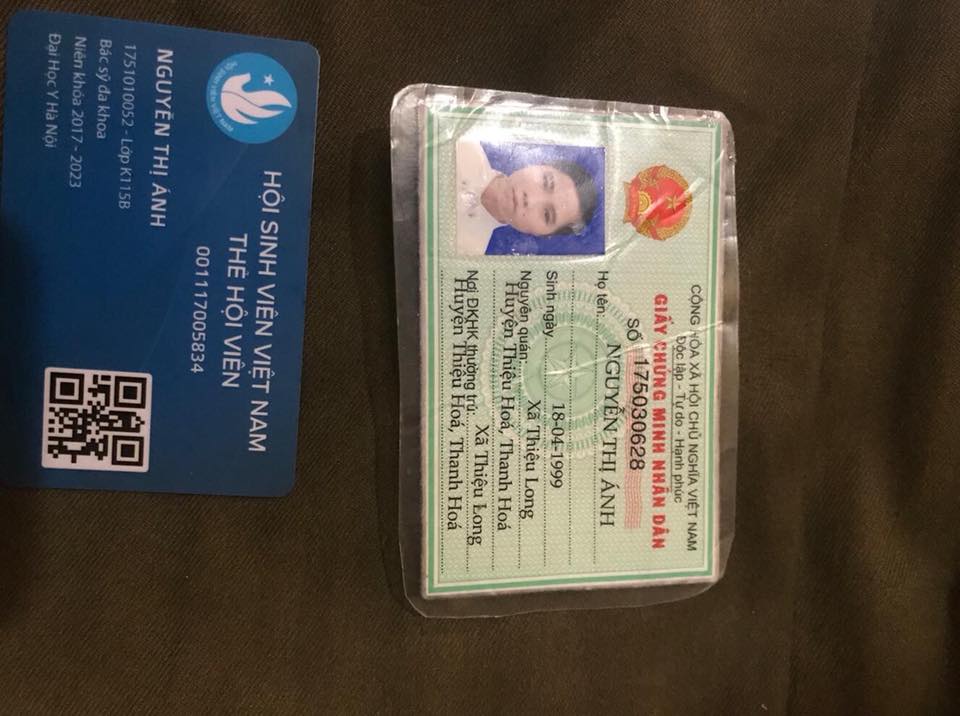 HỘI SINH VIÊN VIỆT NAM
THẺ HỘI VIÊN
001117005834
NGUYỄN THỊ ÁNH
1751010052 - Lớp K115B
Bác sỹ đa khoa
Niên khóa 2017 - 2023
Đại Học Y Hà Nội
CỘNG HÒA XÃ HỘI CHỦ NGHĨA VIỆT NAM
Độc lập - Tự do - Hạnh phúc
GIẤY CHỨNG MINH NHÂN DÂN
SỐ 175030628
Họ tên: NGUYỄN THỊ ÁNH
Sinh ngày 18-04-1999
Nguyên quán: Xã Thiệu Long
Huyện Thiệu Hoá, Thanh Hoá
Nơi ĐKHK thường trú: Xã Thiệu Long
Huyện Thiệu Hoá, Thanh Hoá